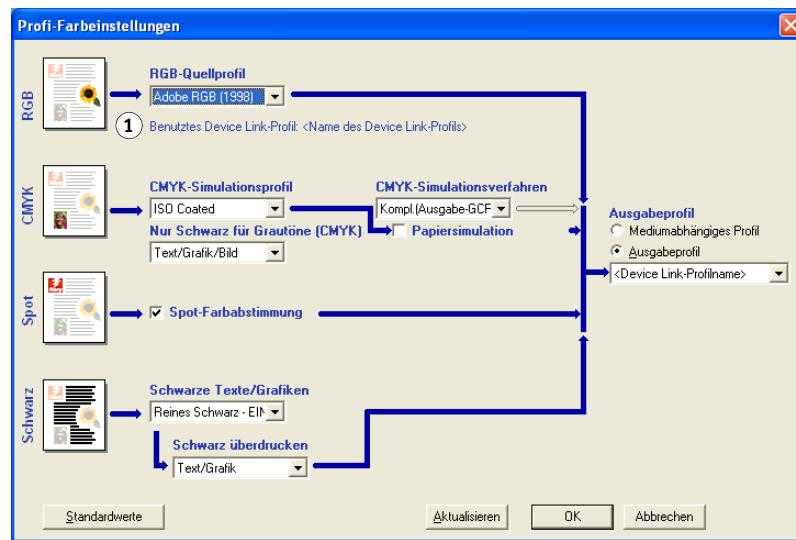 Profi-Farbeinstellungen
RGB
RGB-Quellprofil
Adobe RGB (1998)
1
Benutztes Device Link-Profil: <Name des Device Link-Profils>
CMYK
CMYK-Simulationsprofil
ISO Coated
CMYK-Simulationsverfahren
Kompl.(Ausgabe-GCF
Nur Schwarz für Grautöne (CMYK)
Papiersimulation
Text/Grafik/Bild
Ausgabeprofil
Mediumabhängiges Profil
Ausgabeprofil
<Device Link-Profilname>
Spot
Spot-Farbabstimmung
Schwarz
Schwarze Texte/Grafiken
Reines Schwarz - EIN
Schwarz überdrucken
Text/Grafik
Standardwerte
Aktualisieren
OK
Abbrechen